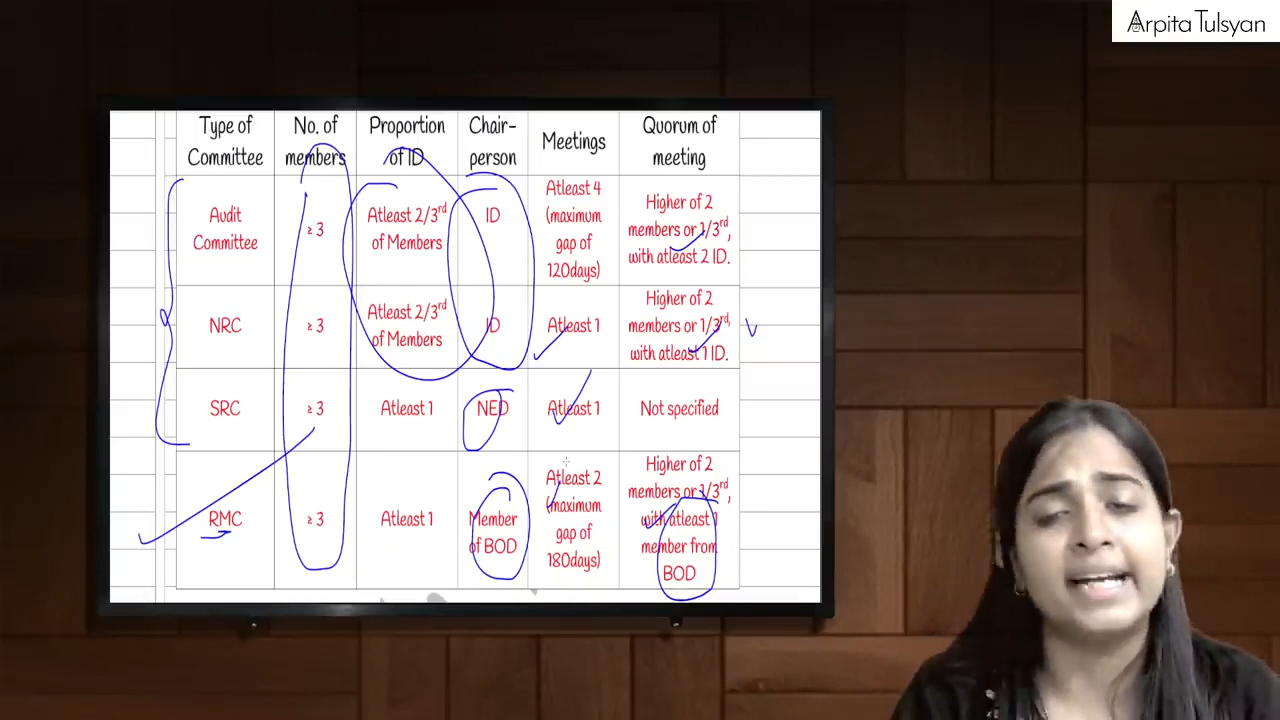 Arpita Tulsyan
Type of
Committee
No. of
members
Proportion
of ID
Chair-
person
Meetings
Quorum of
meeting
Audit
Committee
≥ 3
Atleast 2/3rd
of Members
ID
Atleast 4
(maximum
gap of
120days)
Higher of 2
members or 1/3rd,
with atleast 2 ID.
NRC
≥ 3
Atleast 2/3rd
of Members
ID
Atleast 1
Higher of 2
members or 1/3rd,
with atleast 1 ID.
SRC
≥ 3
Atleast 1
NED
Atleast 1
Not specified
RMC
≥ 3
Atleast 1
Member
of BOD
Atleast 2
(maximum
gap of
180days)
Higher of 2
members or 1/3rd,
with atleast 1
member from
BOD